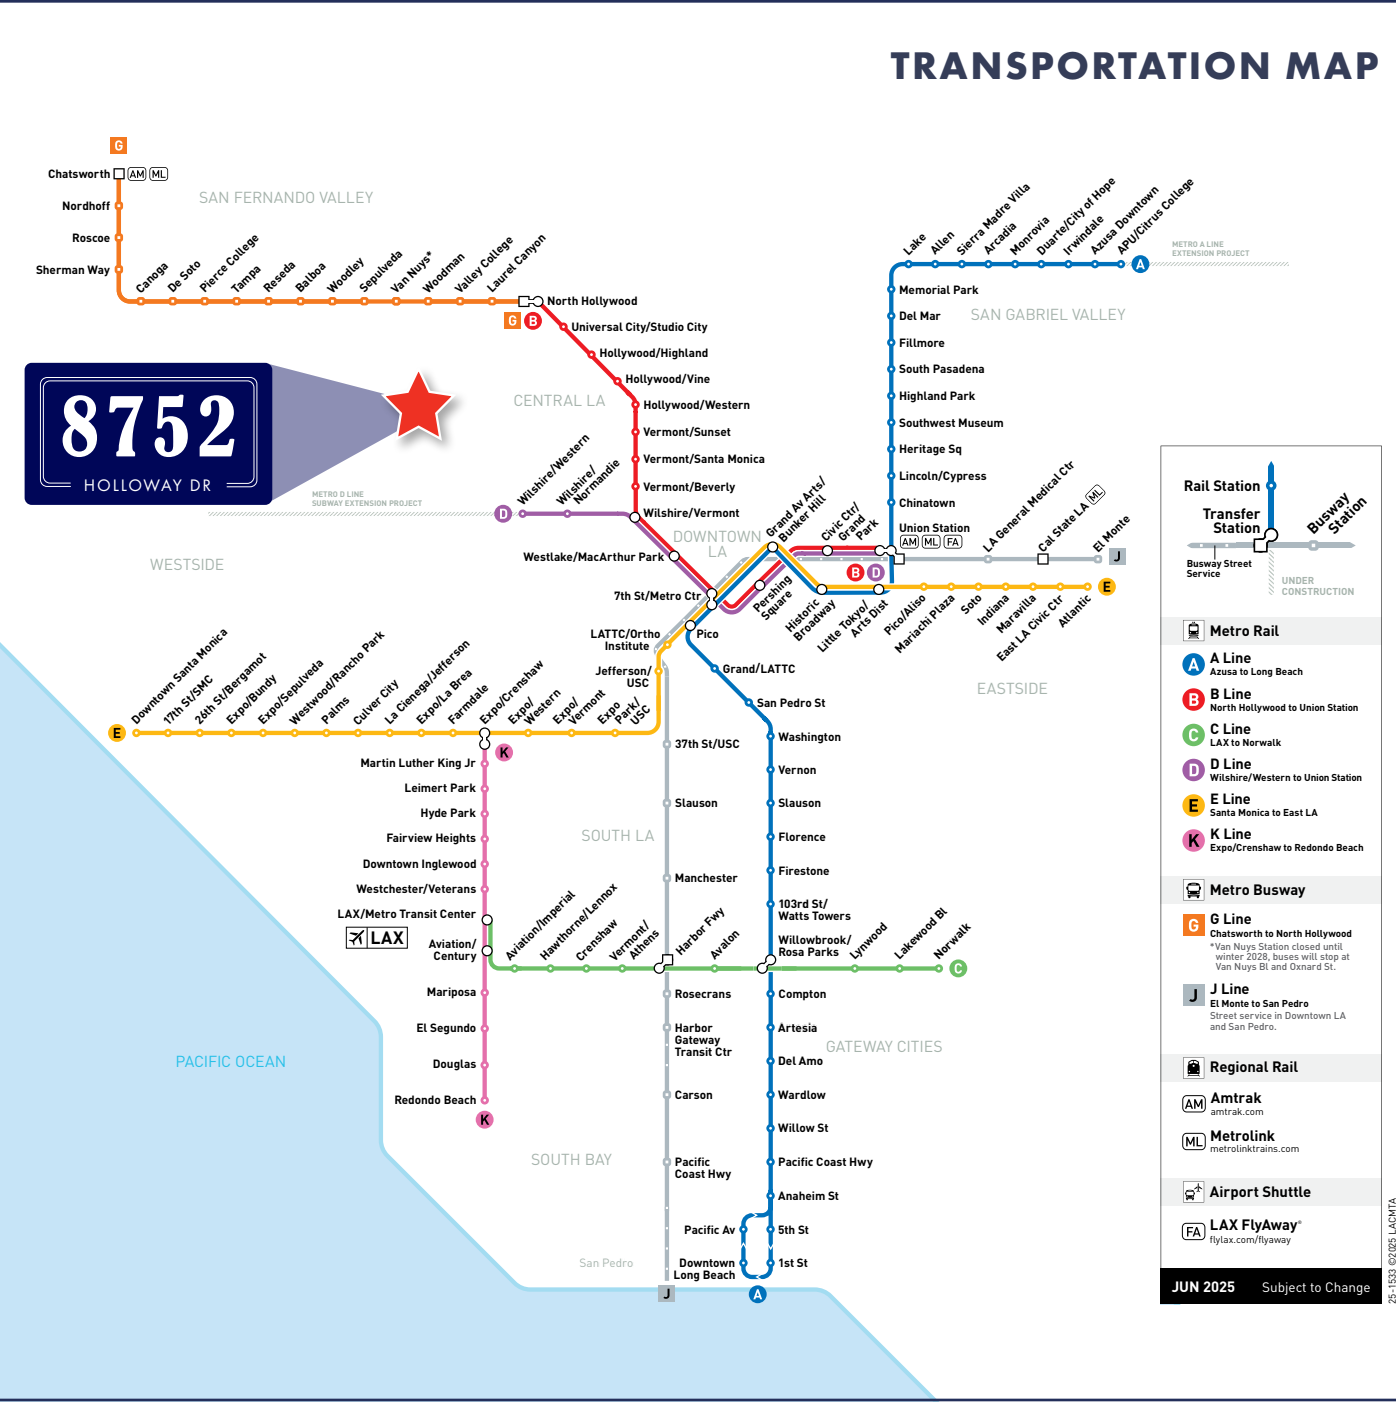 TRANSPORTATION MAP
G
Chatsworth
AM
ML
Nordhoff
Roscoe
Sherman Way
SAN FERNANDO VALLEY
Canoga
De Soto
Pierce College
Tampa
Reseda
Balboa
Woodley
Sepulveda
Van Nuys*
Woodman
Valley College
Laurel Canyon
North Hollywood
G
B
Universal City/Studio City
Hollywood/Highland
Hollywood/Vine
Hollywood/Western
Vermont/Sunset
Vermont/Santa Monica
Vermont/Beverly
Wilshire/Vermont
CENTRAL LA
8752
HOLLOWAY DR
METRO D LINE
SUBWAY EXTENSION PROJECT
D
Wilshire/Western
Wilshire/
Normandie
Westlake/MacArthur Park
7th St/Metro Ctr
DOWNTOWN
LA
WESTSIDE
Lake
Allen
Sierra Madre Villa
Arcadia
Monrovia
Duarte/City of Hope
Irwindale
Azusa Downtown
APU/Citrus College
A
METRO A LINE
EXTENSION PROJECT
Memorial Park
Del Mar
SAN GABRIEL VALLEY
Fillmore
South Pasadena
Highland Park
Southwest Museum
Heritage Sq
Lincoln/Cypress
Chinatown
Union Station
AM
ML
FA
Grand Av Arts/
Bunker Hill
Civic Ctr/
Grand
Park
B
D
Pershing
Square
Historic
Broadway
Little Tokyo/
Arts Dist
LA General Medical Ctr
Cal State LA
ML
El Monte
J
E
Pico/Aliso
Mariachi Plaza
Soto
Indiana
Maravilla
East LA Civic Ctr
Atlantic
EASTSIDE
LATTC/Ortho
Institute
Pico
Jefferson/
USC
Grand/LATTC
San Pedro St
E
Downtown Santa Monica
17th St/SMC
26th St/Bergamot
Expo/Bundy
Expo/Sepulveda
Westwood/Rancho Park
Palms
Culver City
La Cienega/Jefferson
Expo/La Brea
Farmdale
Expo/Crenshaw
Expo/
Western
Expo/
Vermont
Expo
Park/
USC
K
Martin Luther King Jr
Leimert Park
Hyde Park
Fairview Heights
Downtown Inglewood
Westchester/Veterans
LAX/Metro Transit Center
LAX
Aviation/
Century
Mariposa
El Segundo
Douglas
Redondo Beach
K
37th St/USC
Slauson
SOUTH LA
Manchester
Washington
Vernon
Slauson
Florence
Firestone
103rd St/
Watts Towers
Willowbrook/
Rosa Parks
Aviation/Imperial
Hawthorne/Lennox
Crenshaw
Vermont/
Athens
Harbor Fwy
Avalon
Lynwood
Lakewood Bl
Norwalk
C
Rosecrans
Harbor
Gateway
Transit Ctr
Carson
Pacific
Coast Hwy
Compton
Artesia
GATEWAY CITIES
Del Amo
Wardlow
Willow St
Pacific Coast Hwy
Anaheim St
Pacific Av
5th St
Downtown
Long Beach
1st St
San Pedro
J
A
SOUTH BAY
PACIFIC OCEAN
Rail Station
Transfer
Station
Busway
Station
Busway Street
Service
UNDER
CONSTRUCTION
Metro Rail
A
A Line
Azusa to Long Beach
B
B Line
North Hollywood to Union Station
C
C Line
LAX to Norwalk
D
D Line
Wilshire/Western to Union Station
E
E Line
Santa Monica to East LA
K
K Line
Expo/Crenshaw to Redondo Beach
Metro Busway
G
G Line
Chatsworth to North Hollywood
*Van Nuys Station closed until
winter 2028, buses will stop at
Van Nuys Bl and Oxnard St.
J
J Line
El Monte to San Pedro
Street service in Downtown LA
and San Pedro.
Regional Rail
AM
Amtrak
amtrak.com
ML
Metrolink
metrolinktrains.com
Airport Shuttle
FA
LAX FlyAway®
flylax.com/flyaway
JUN 2025
Subject to Change
25-1533 ©2025 LACMTA